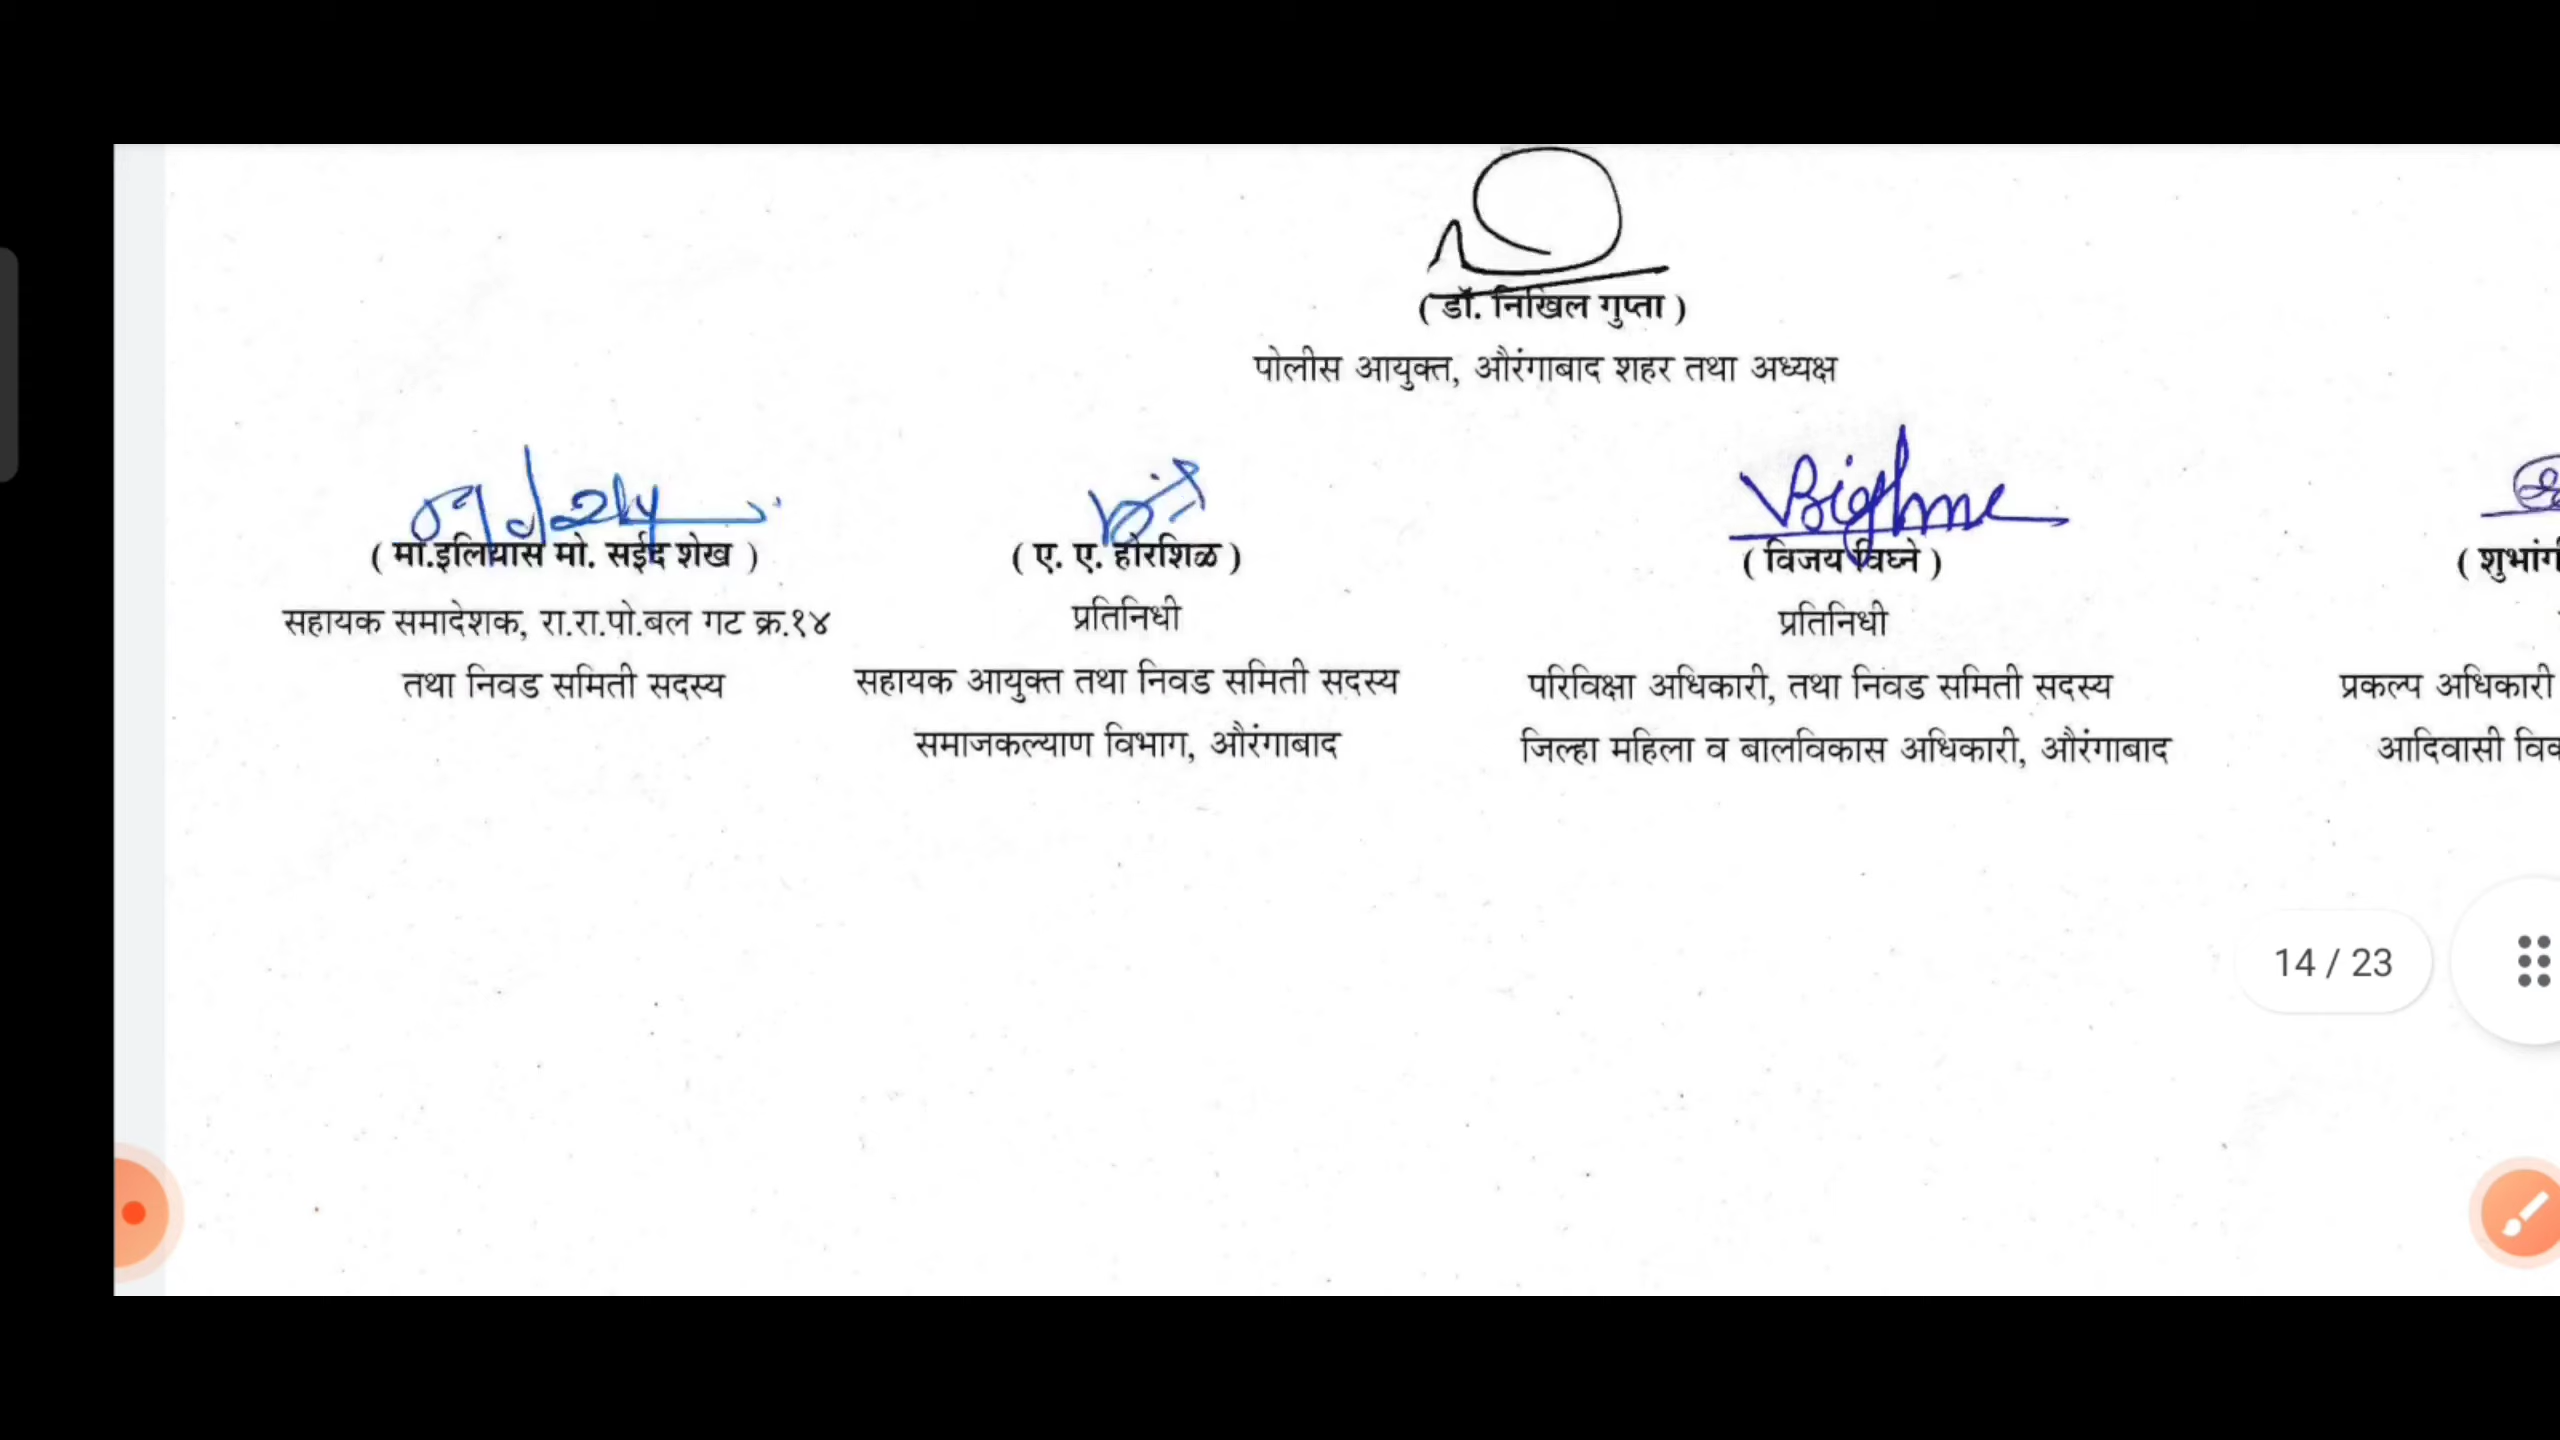 ( डॉ. निखिल गुप्ता )
पोलीस आयुक्त, औरंगाबाद शहर तथा अध्यक्ष
( मो.इलियास मो. सईद शेख )
सहायक समादेशक, रा.रा.पो.बल गट क्र.१४
तथा निवड समिती सदस्य
( ए. ए. होरशिळ )
प्रतिनिधी
सहायक आयुक्त तथा निवड समिती सदस्य
समाजकल्याण विभाग, औरंगाबाद
( विजय विघ्ने )
प्रतिनिधी
परिविक्षा अधिकारी, तथा निवड समिती सदस्य
जिल्हा महिला व बालविकास अधिकारी, औरंगाबाद
प्रकल्प अधिकारी
आदिवासी
14 / 23